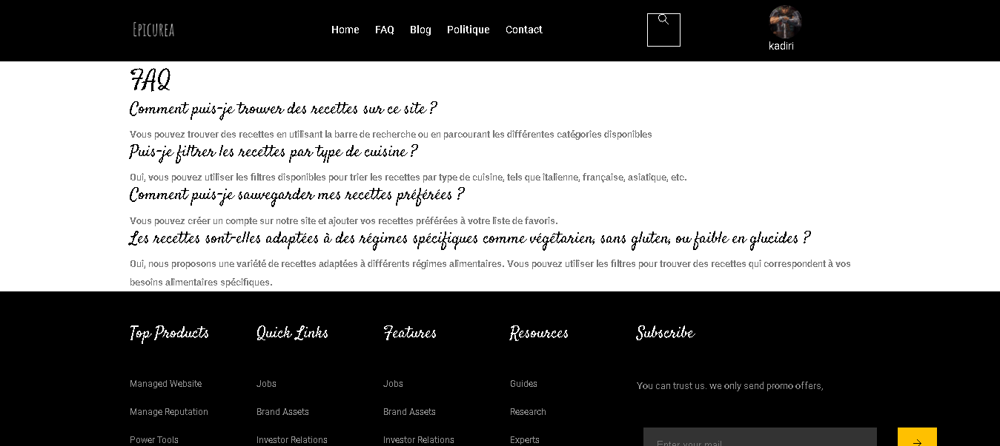 EPICUREA
Home FAQ Blog Politique Contact
kadiri
FAQ
Comment puis-je trouver des recettes sur ce site ?
Vous pouvez trouver des recettes en utilisant la barre de recherche ou en parcourant les différentes catégories disponibles
Puis-je filtrer les recettes par type de cuisine ?
Oui, vous pouvez utiliser les filtres disponibles pour trier les recettes par type de cuisine, tels que italienne, française, asiatique, etc.
Comment puis-je sauvegarder mes recettes préférées ?
Vous pouvez créer un compte sur notre site et ajouter vos recettes préférées à votre liste de favoris.
Les recettes sont-elles adaptées à des régimes spécifiques comme végétarien, sans gluten, ou faible en glucides ?
Oui, nous proposons une variété de recettes adaptées à différents régimes alimentaires. Vous pouvez utiliser les filtres pour trouver des recettes qui correspondent à vos
besoins alimentaires spécifiques.
Top Products Quick Links Features Resources Subscribe
Managed Website Jobs Jobs Guides You can trust us. we only send promo offers,
Manage Reputation Brand Assets Brand Assets Research
Power Tools Investor Relations Investor Relations Experts Enter your mail